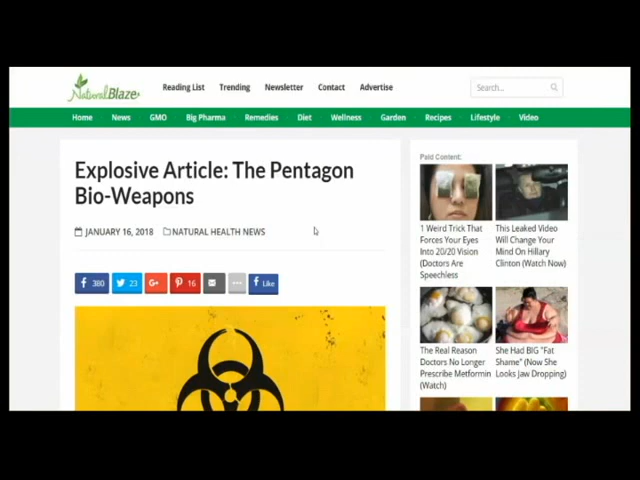 NaturalBlaze
Reading List
Trending
Newsletter
Contact
Advertise
Search...
Home
News
GMO
Big Pharma
Remedies
Diet
Wellness
Garden
Recipes
Lifestyle
Video
Explosive Article: The Pentagon
Bio-Weapons
JANUARY 16, 2018
NATURAL HEALTH NEWS
380
23
16
Like
Paid Content:
1 Weird Trick That
Forces Your Eyes
Into 20/20 Vision
(Doctors Are
Speechless
This Leaked Video
Will Change Your
Mind On Hillary
Clinton (Watch Now)
The Real Reason
Doctors No Longer
Prescribe Metformin
(Watch)
She Had BIG "Fat
Shame" (Now She
Looks Jaw Dropping)